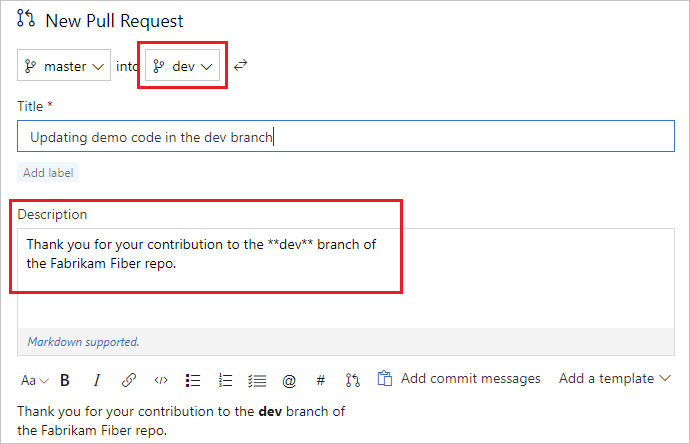 New Pull Request
master into dev
Title *
Updating demo code in the dev branch
Add label
Description
Thank you for your contribution to the **dev** branch of
the Fabrikam Fiber repo.
Markdown supported.
Aa B I </> @ # Add commit messages Add a template
Thank you for your contribution to the dev branch of
the Fabrikam Fiber repo.